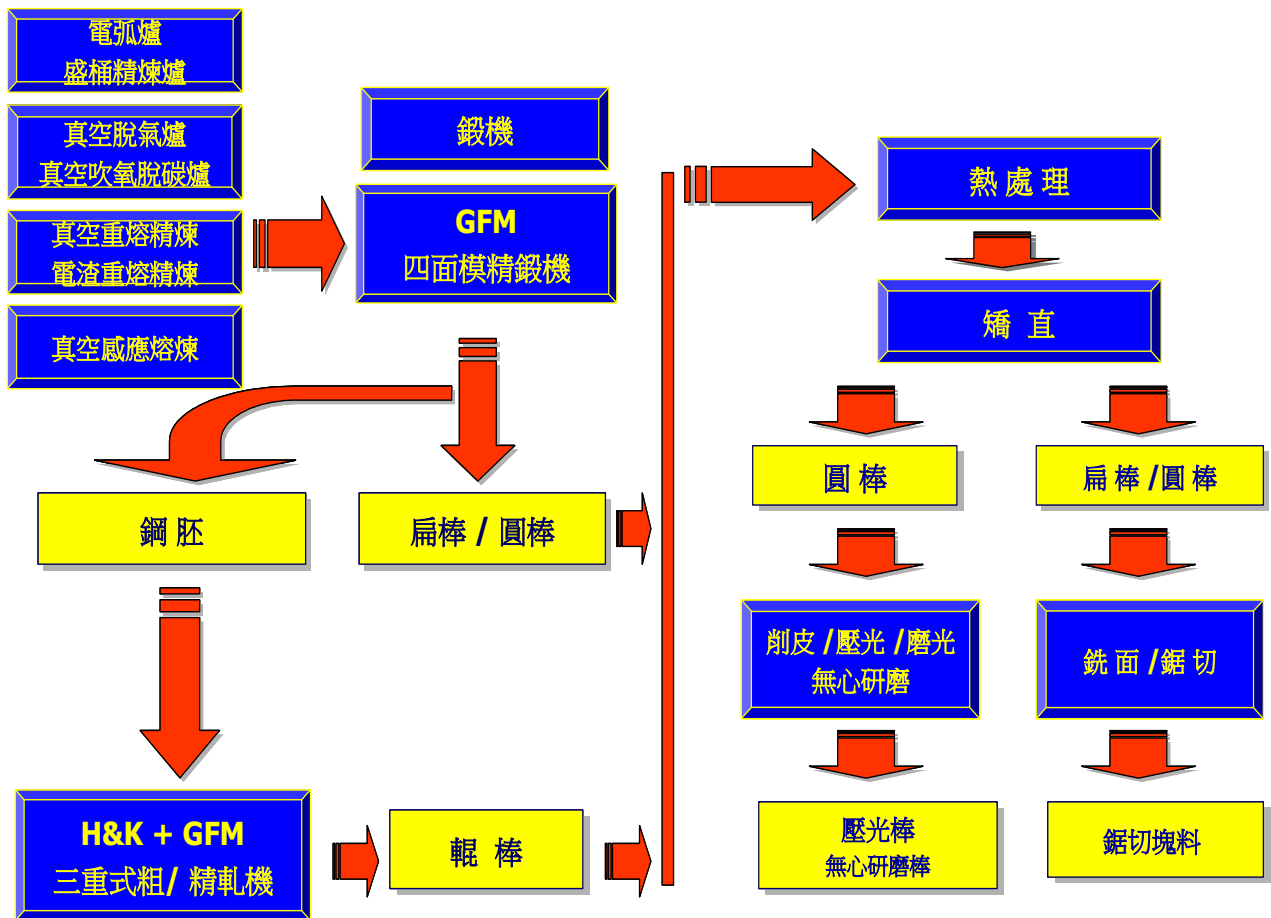 電弧爐
盛桶精煉爐
真空脫氣爐
真空吹氧脫碳爐
真空重熔精煉
電渣重熔精煉
真空感應熔煉
鍛機
GFM
四面模精鍛機
鋼胚
扁棒 / 圓棒
H&K + GFM
三重式粗/ 精軋機
輥 棒
熱 處 理
矯 直
圓 棒
扁 棒 /圓 棒
削皮 /壓光 /磨光
無心研磨
銑 面 /鋸 切
壓光棒
無心研磨棒
鋸切塊料